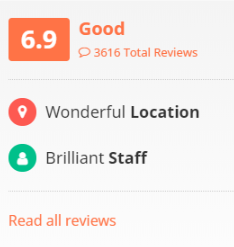 6.9
Good
3616 Total Reviews
Wonderful Location
Brilliant Staff
Read all reviews